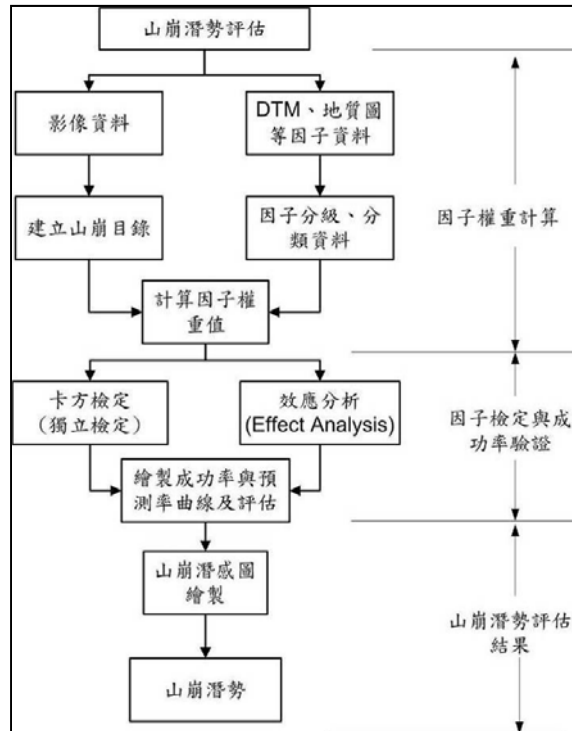 山崩潛勢評估
影像資料
DTM、地質圖
等因子資料
建立山崩目錄
因子分級、分
類資料
因子權重計算
計算因子權
重值
卡方檢定
(獨立檢定)
效應分析
(Effect Analysis)
因子檢定與成
功率驗證
繪製成功率與預
測率曲線及評估
山崩潛感圖
繪製
山崩潛勢評估
結果
山崩潛勢